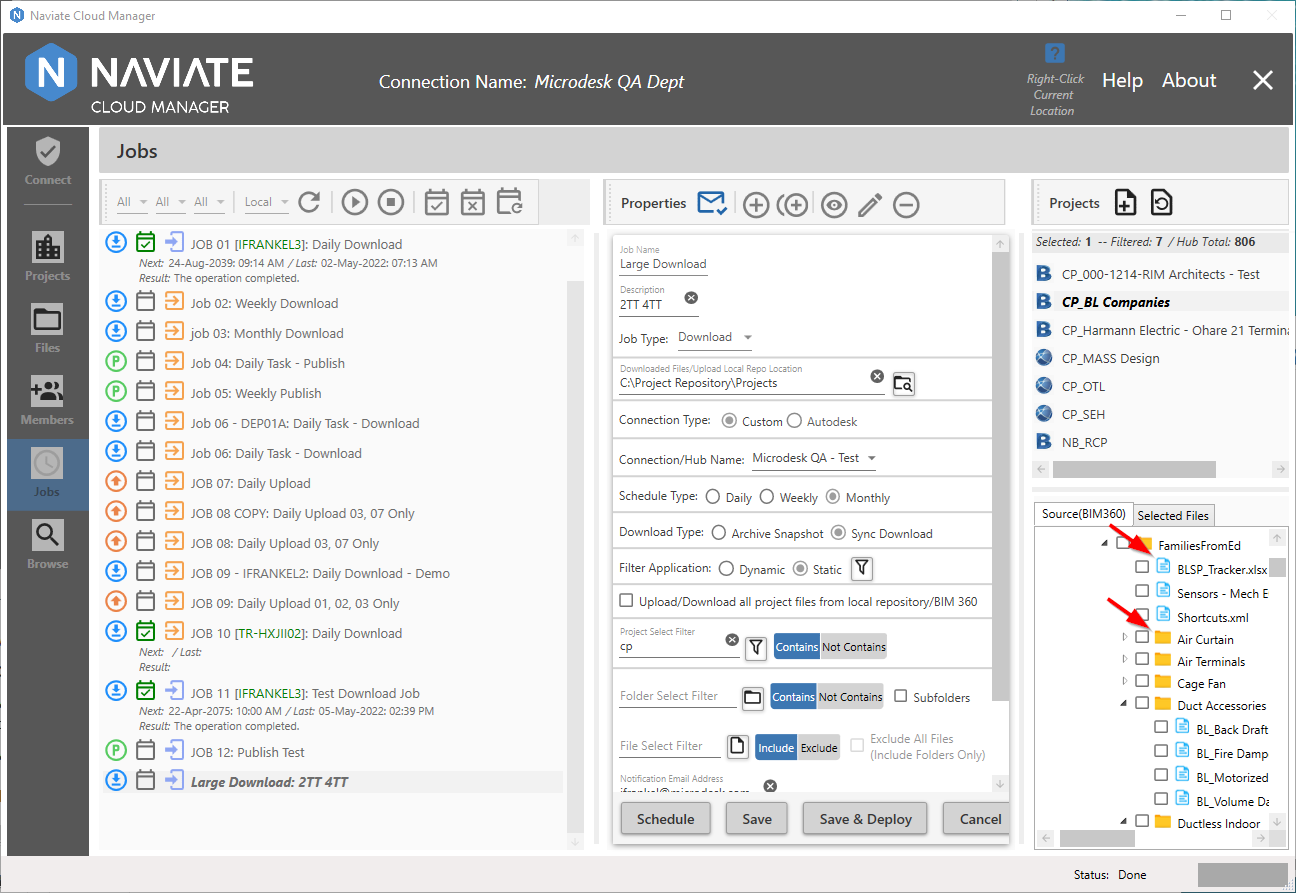 Naviate Cloud Manager
NAVIATE
CLOUD MANAGER
Connection Name: Microdesk QA Dept
?
Right-Click
Current
Location
Help
About
Connect
Projects
Files
Members
Jobs
Browse
Jobs
All
All
All
Local
JOB 01 [IFRANKEL3]: Daily Download
Next: 24-Aug-2039: 09:14 AM / Last: 02-May-2022: 07:13 AM
Result: The operation completed.
Job 02: Weekly Download
job 03: Monthly Download
Job 04: Daily Task - Publish
Job 05: Weekly Publish
Job 06 - DEP01A: Daily Task - Download
Job 06: Daily Task - Download
JOB 07: Daily Upload
JOB 08 COPY: Daily Upload 03, 07 Only
JOB 08: Daily Upload 03, 07 Only
JOB 09 - IFRANKEL2: Daily Download - Demo
JOB 09: Daily Upload 01, 02, 03 Only
JOB 10 [TR-HXJII02]: Daily Download
Next: / Last:
Result:
JOB 11 [IFRANKEL3]: Test Download Job
Next: 22-Apr-2075: 10:00 AM / Last: 05-May-2022: 02:39 PM
Result: The operation completed.
JOB 12: Publish Test
Large Download: 2TT 4TT
Properties
Job Name
Large Download
Description
2TT 4TT
Job Type: Download
Downloaded Files/Upload Local Repo Location
C:\Project Repository\Projects
Connection Type: Custom Autodesk
Connection/Hub Name: Microdesk QA - Test
Schedule Type: Daily Weekly Monthly
Download Type: Archive Snapshot Sync Download
Filter Application: Dynamic Static
Upload/Download all project files from local repository/BIM 360
Project Select Filter
cp
Contains Not Contains
Folder Select Filter
Contains Not Contains
Subfolders
File Select Filter
Include Exclude
Exclude All Files
(Include Folders Only)
Notification Email Address
ifrankel@microdesk.com
Schedule
Save
Save & Deploy
Cancel
Projects
Selected: 1 -- Filtered: 7 / Hub Total: 806
CP_000-1214-RIM Architects - Test
CP_BL Companies
CP_Harmann Electric - Ohare 21 Termina
CP_MASS Design
CP_OTL
CP_SEH
NB_RCP
Source(BIM360)
Selected Files
FamiliesFromEd
BLSP_Tracker.xlsx
Sensors - Mech E
Shortcuts.xml
Air Curtain
Air Terminals
Cage Fan
Duct Accessories
BL_Back Draft
BL_Fire Damp
BL_Motorized
BL_Volume Da
Ductless Indoor
Status: Done